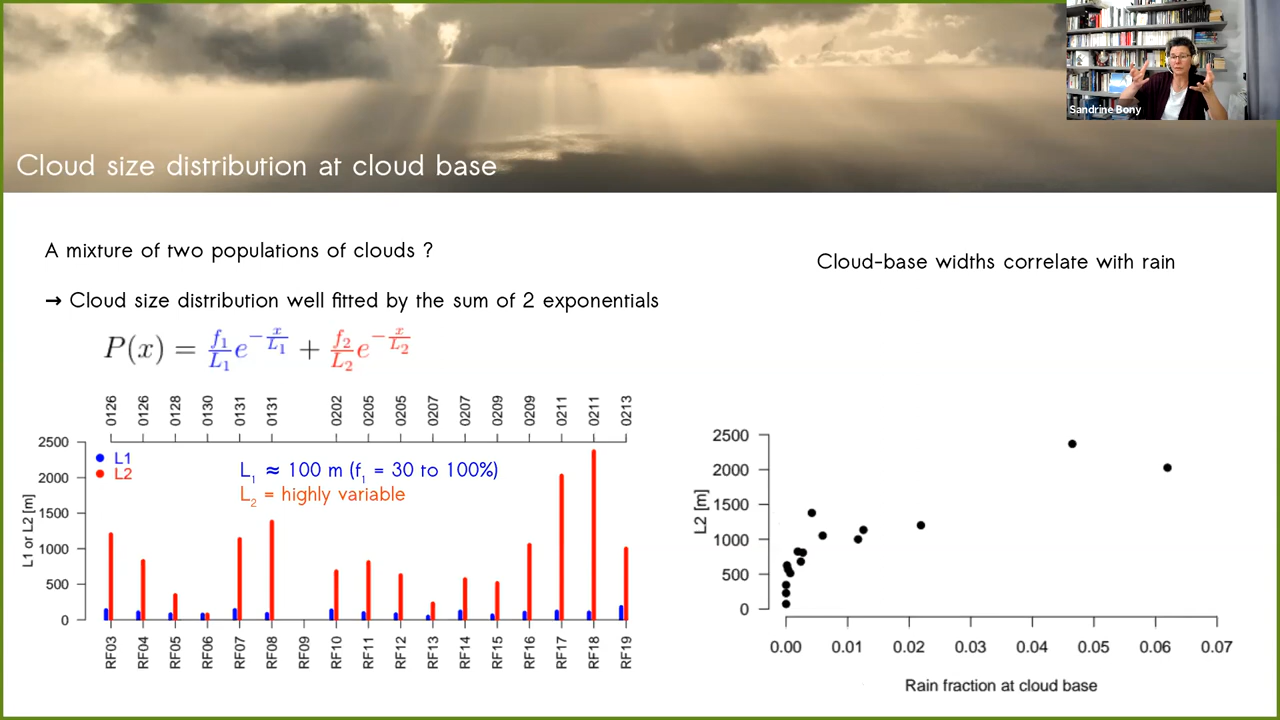 Sandrine Bony
Cloud size distribution at cloud base
A mixture of two populations of clouds ?
→ Cloud size distribution well fitted by the sum of 2 exponentials
P(x) = f₁/L₁ e^(-x/L₁) + f₂/L₂ e^(-x/L₂)
0126 0126 0128 0130 0131 0131 0202 0205 0205 0207 0207 0209 0209 0211 0211 0213
L1 or L2 [m]
2500
2000
1500
1000
500
0
L1
L2
L₁ ≈ 100 m (f₁ = 30 to 100%)
L₂ = highly variable
RF03 RF04 RF05 RF06 RF07 RF08 RF09 RF10 RF11 RF12 RF13 RF14 RF15 RF16 RF17 RF18 RF19
Cloud-base widths correlate with rain
L2 [m]
2500
2000
1500
1000
500
0
0.00 0.01 0.02 0.03 0.04 0.05 0.06 0.07
Rain fraction at cloud base